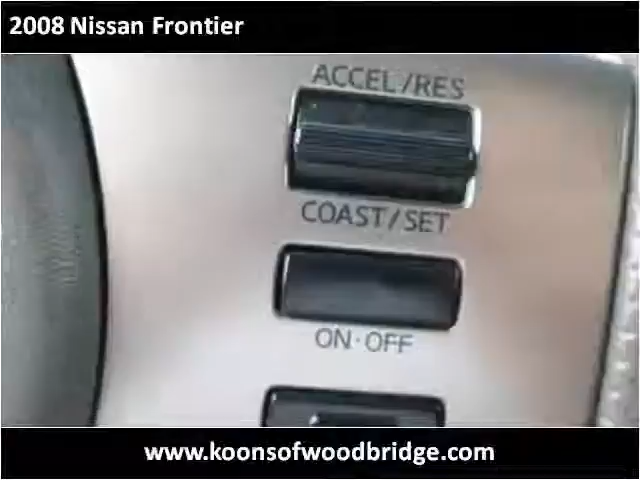 2008 Nissan Frontier
ACCEL/RES
COAST/SET
ON·OFF
www.koonsofwoodbridge.com